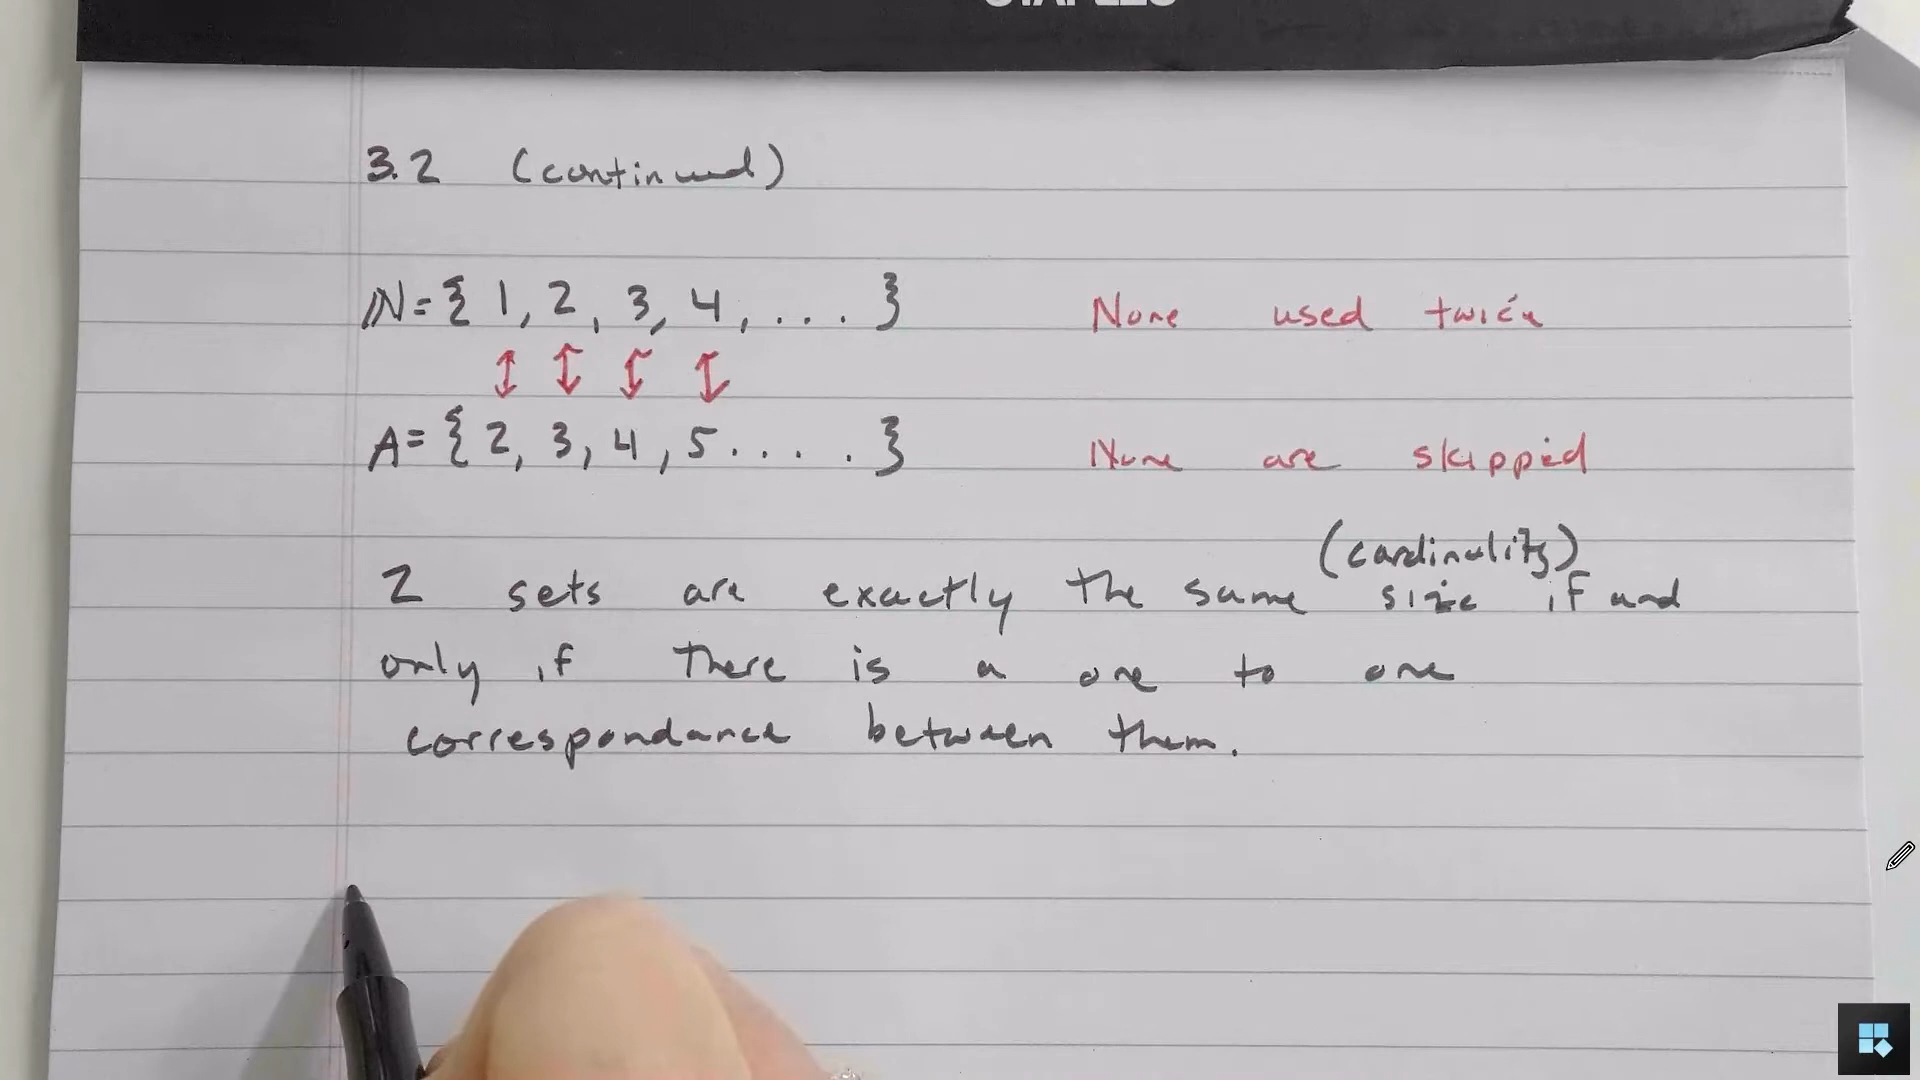 STAPLES
3.2 (continued)
ℕ = { 1, 2, 3, 4, . . . }
None used twice
↕ ↕ ↕ ↕
A = { 2, 3, 4, 5 . . . . }
None are skipped
(cardinality)
2 sets are exactly the same size if and
only if there is a one to one
correspondance between them.